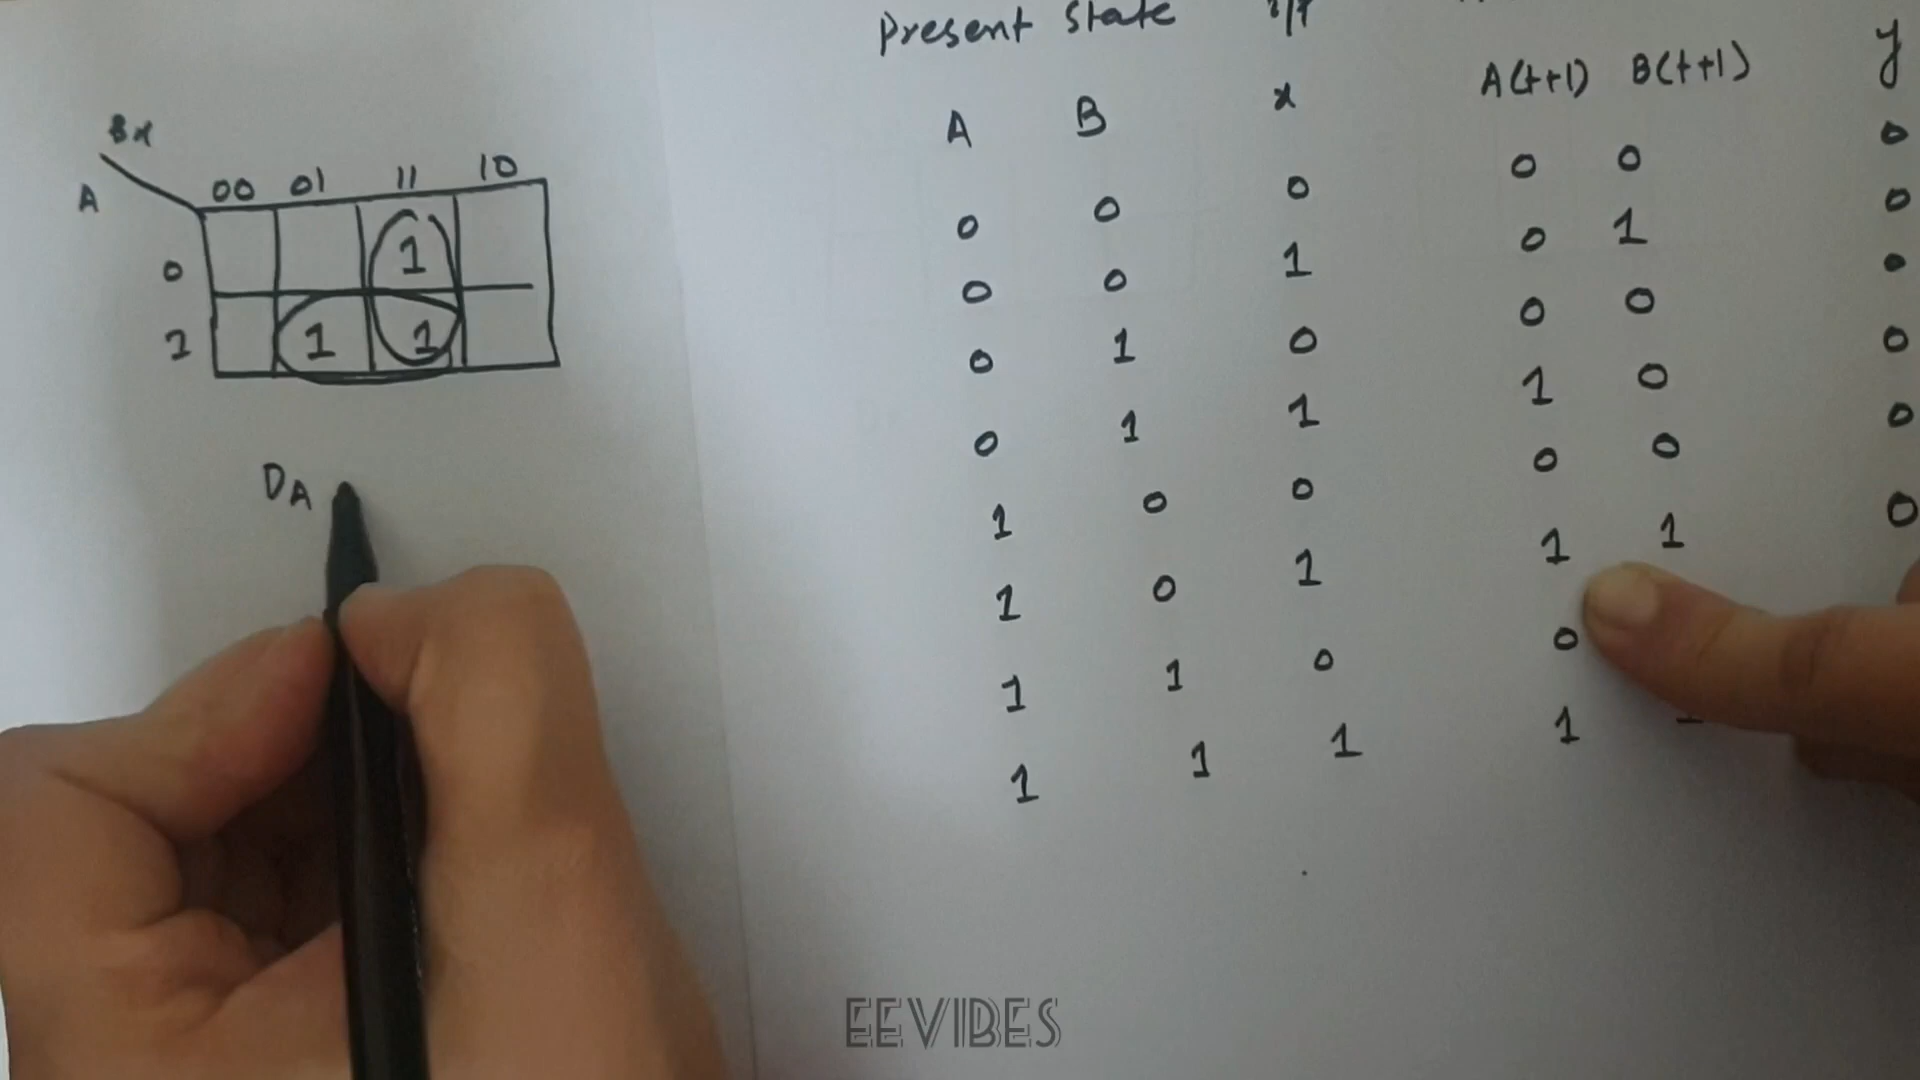 Present State i/p
A B x A(t+1) B(t+1) y
0 0 0 0 0 0
0 0 1 0 1 0
0 1 0 0 0 0
0 1 1 1 0 0
1 0 0 0 0 0
1 0 1 1 1 0
1 1 0 0
1 1 1 1
Bx
A 00 01 11 10
0 1
1 1 1
DA
EEVIBES